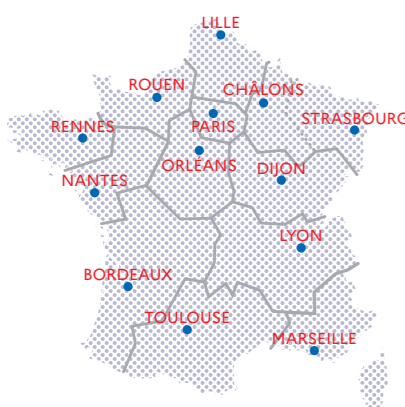 LILLE
ROUEN
CHÂLONS
STRASBOURG
RENNES
PARIS
ORLÉANS
DIJON
NANTES
LYON
BORDEAUX
TOULOUSE
MARSEILLE